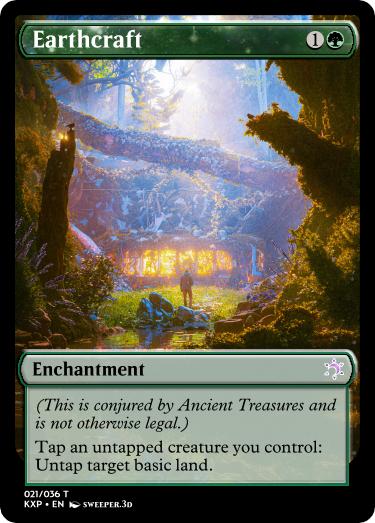 Earthcraft 1
Enchantment
(This is conjured by Ancient Treasures and
is not otherwise legal.)
Tap an untapped creature you control:
Untap target basic land.
021/036 T
KXP • EN SWEEPER.3D